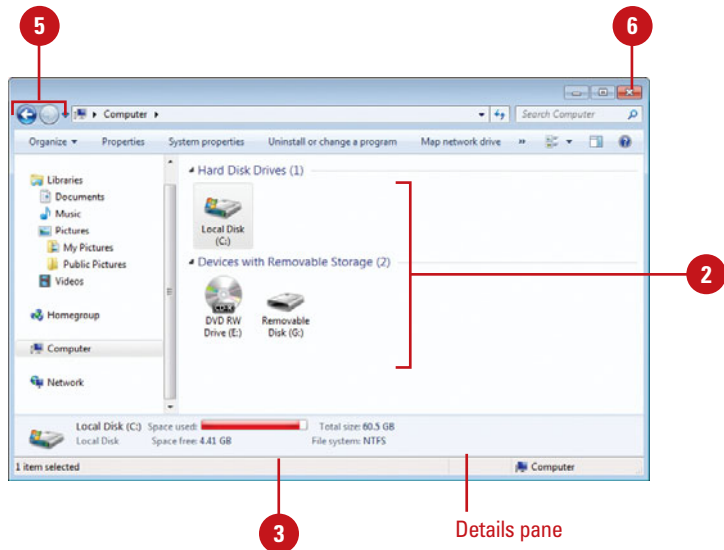 5
6
Computer
Search Computer
Organize
Properties
System properties
Uninstall or change a program
Map network drive
»
Libraries
Documents
Music
Pictures
My Pictures
Public Pictures
Videos
Homegroup
Computer
Network
Hard Disk Drives (1)
Local Disk
(C:)
Devices with Removable Storage (2)
DVD RW
Drive (E:)
Removable
Disk (G:)
2
Local Disk (C:) Space used: Total size: 60.5 GB
Local Disk Space free: 4.41 GB File system: NTFS
1 item selected
Computer
3
Details pane